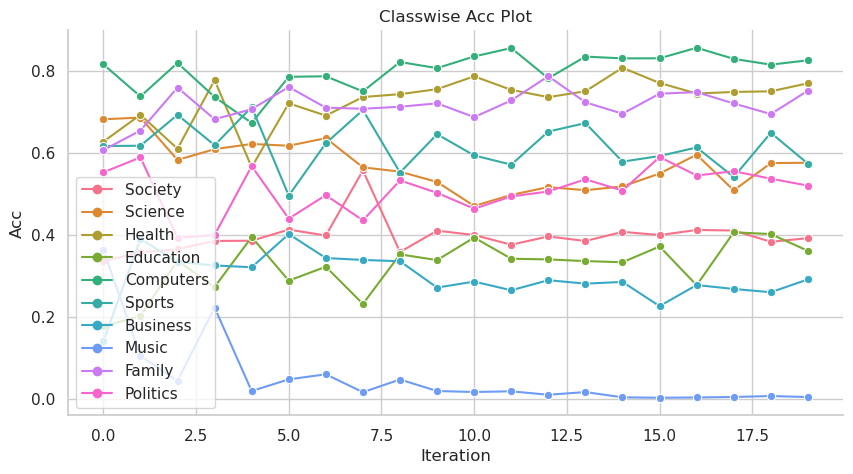 Classwise Acc Plot
Acc
0.8
0.6
0.4
0.2
0.0
Society
Science
Health
Education
Computers
Sports
Business
Music
Family
Politics
0.0 2.5 5.0 7.5 10.0 12.5 15.0 17.5
Iteration